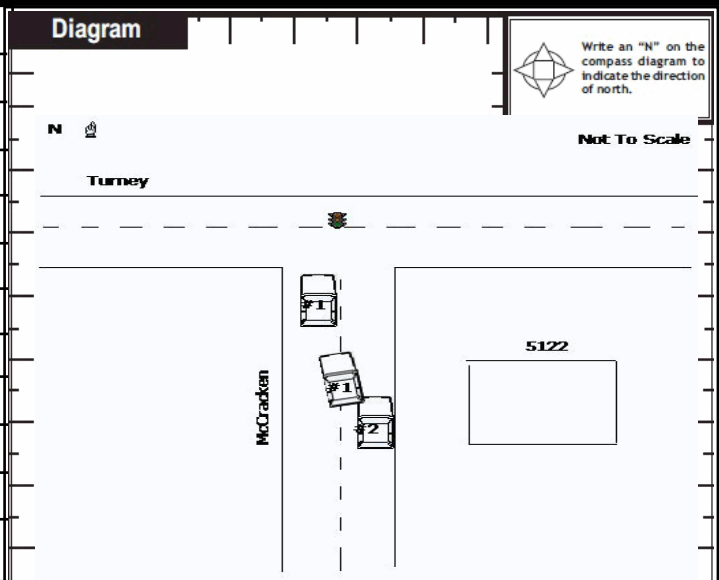 Diagram
Write an “N” on the
compass diagram to
indicate the direction
of north.
N
Not To Scale
Turney
#1
5122
McCracken
#1
#2